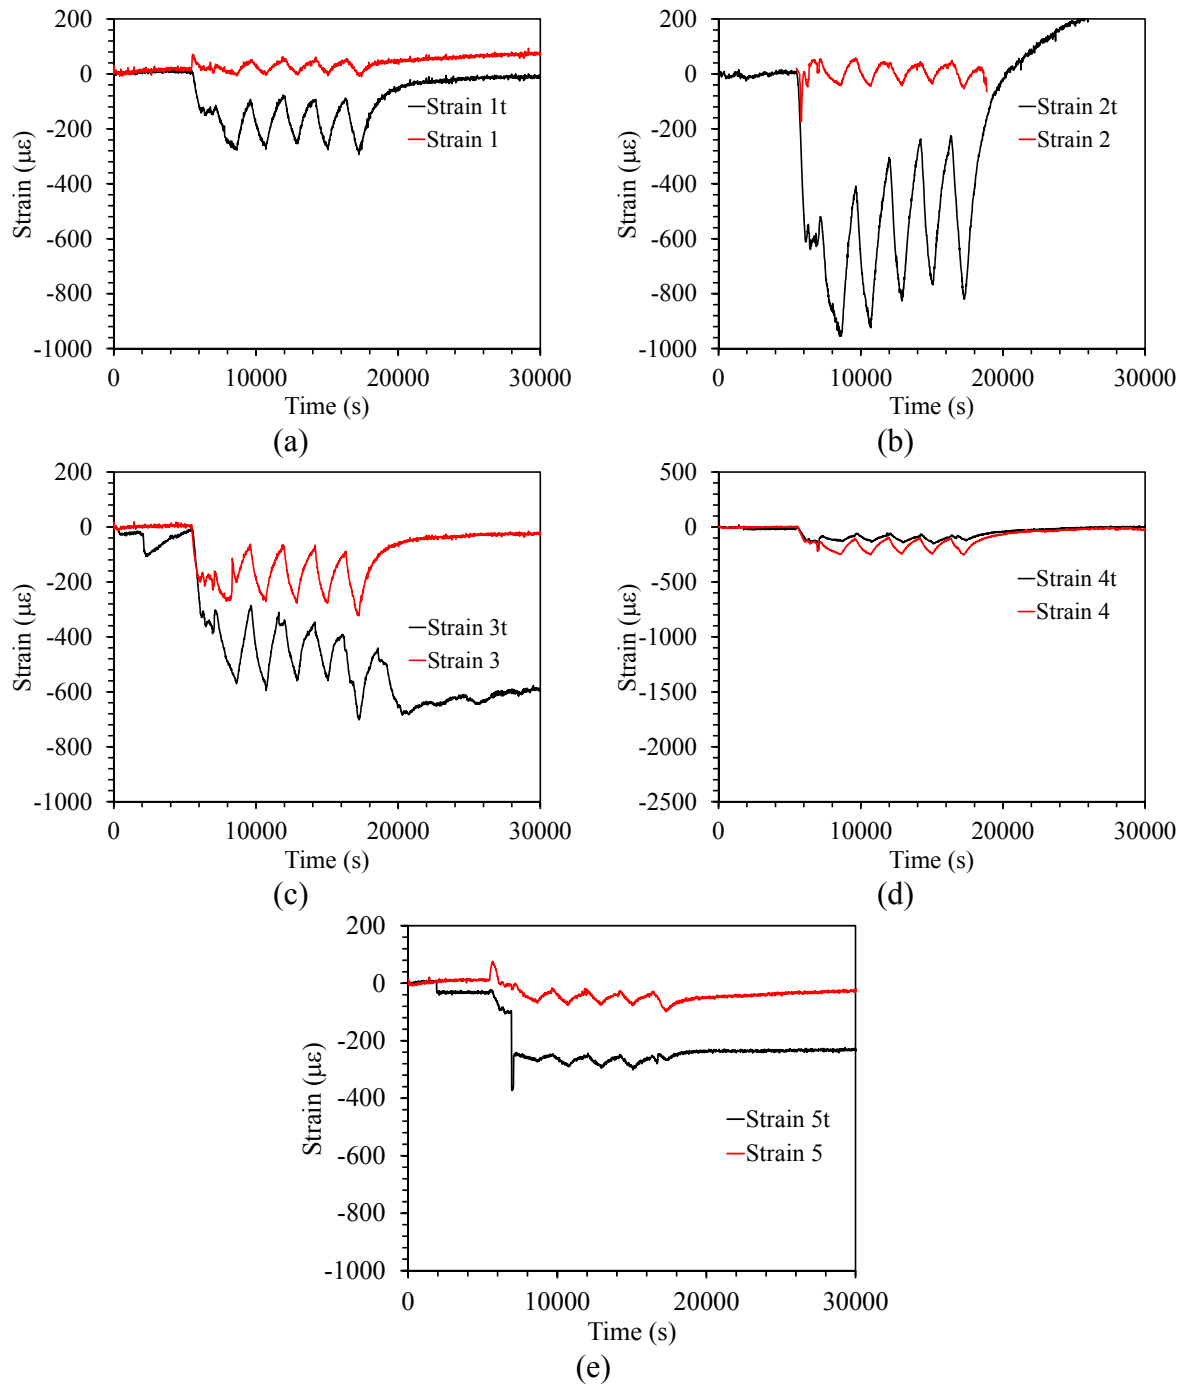 200
0
-200
-400
-600
-800
-1000
Strain (με)
Strain 1t
Strain 1
0
10000
20000
30000
Time (s)
(a)
200
0
-200
-400
-600
-800
-1000
Strain (με)
Strain 2t
Strain 2
0
10000
20000
30000
Time (s)
(b)
200
0
-200
-400
-600
-800
-1000
Strain (με)
Strain 3t
Strain 3
0
10000
20000
30000
Time (s)
(c)
500
0
-500
-1000
-1500
-2000
-2500
Strain (με)
Strain 4t
Strain 4
0
10000
20000
30000
Time (s)
(d)
200
0
-200
-400
-600
-800
-1000
Strain (με)
Strain 5t
Strain 5
0
10000
20000
30000
Time (s)
(e)